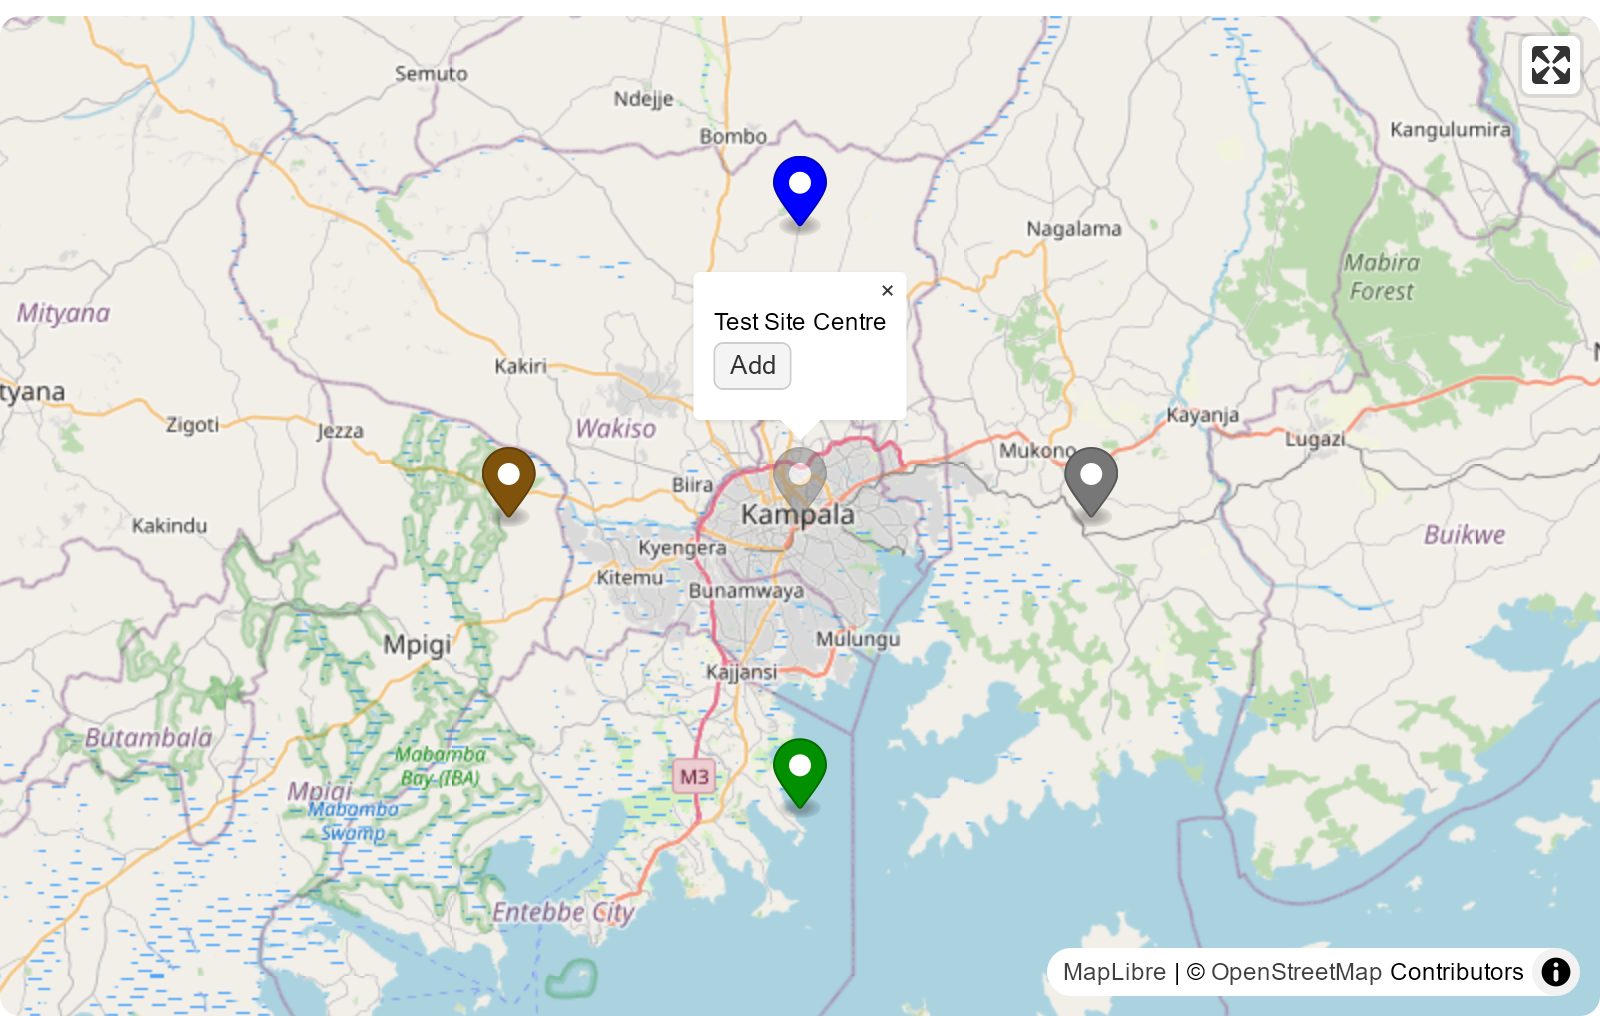 Semuto
Ndejje
Bombo
Kangulumira
Nagalama
Mabira
Forest
Mityana
×
Test Site Centre
Add
Kakiri
tyana
Zigoti
Jezza
Wakiso
Kayanja
Lugazi
Mukono
Biira
Kampala
Kakindu
Buikwe
Kyengera
Kitemu
Bunamwaya
Mpigi
Mulungu
Kajjansi
Butambala
Mabamba
Bay (IBA)
M3
Mpigi
Mabamba
Swamp
Entebbe City
MapLibre | © OpenStreetMap Contributors